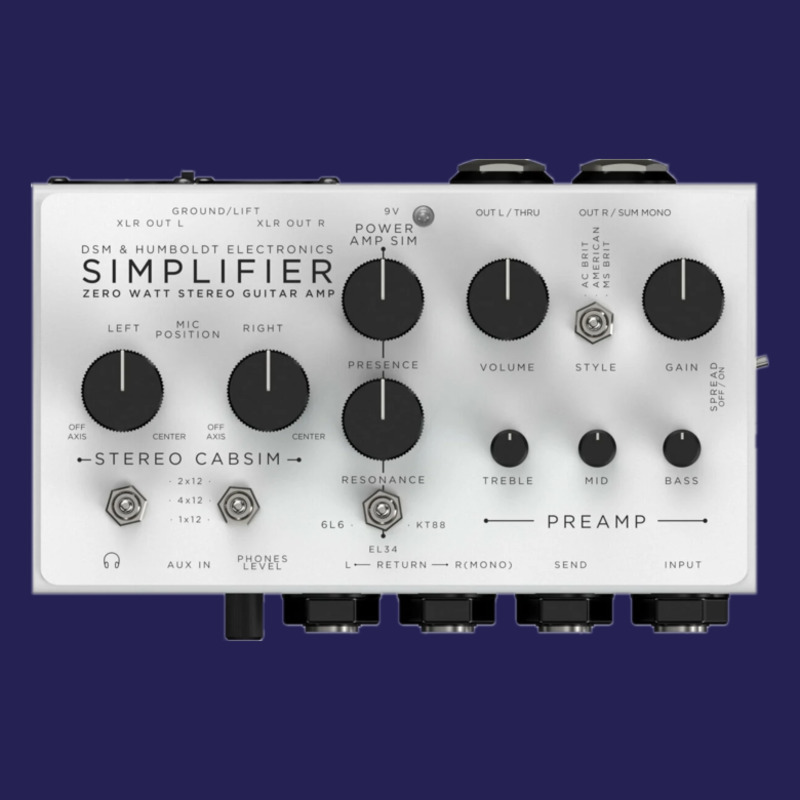 GROUND/LIFT
XLR OUT L
XLR OUT R
9V
OUT L / THRU
OUT R / SUM MONO
POWER
AMP SIM
DSM & HUMBOLDT ELECTRONICS
SIMPLIFIER
ZERO WATT STEREO GUITAR AMP
AC BRIT
AMERICAN
MS BRIT
LEFT
MIC
POSITION
RIGHT
PRESENCE
VOLUME
STYLE
GAIN
SPREAD
OFF / ON
OFF
AXIS
CENTER
OFF
AXIS
CENTER
STEREO CABSIM
RESONANCE
TREBLE
MID
BASS
· 2x12 ·
· 4x12 ·
· 1x12 ·
6L6 ·
· KT88
EL34
PREAMP
AUX IN
PHONES
LEVEL
L RETURN R(MONO)
SEND
INPUT